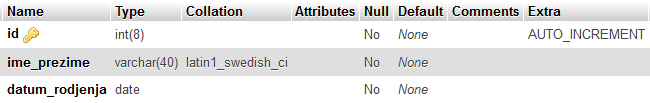 Name Type Collation Attributes Null Default Comments Extra
id int(8) No None AUTO_INCREMENT
ime_prezime varchar(40) latin1_swedish_ci No None
datum_rodjenja date No None